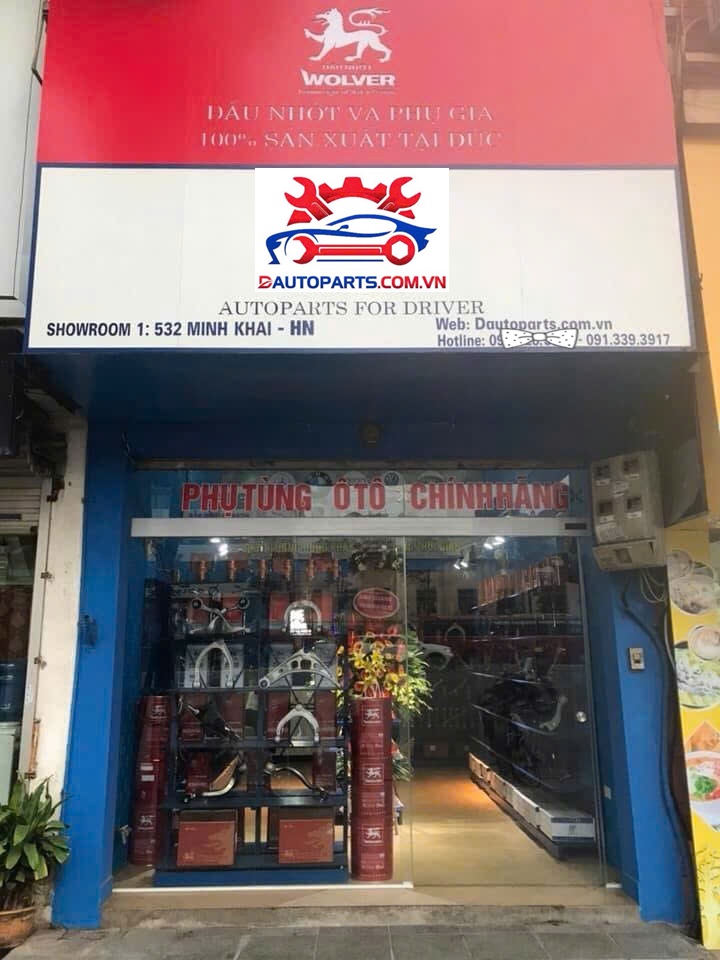 WOLVER
DẦU NHỚT VÀ PHỤ GIA
100% SẢN XUẤT TẠI ĐỨC
DAUTOPARTS.COM.VN
AUTOPARTS FOR DRIVER
SHOWROOM 1: 532 MINH KHAI - HN
Web: Dautoparts.com.vn
Hotline: 09 - 091.339.3917
PHỤ TÙNG ÔTÔ CHÍNH HÃNG